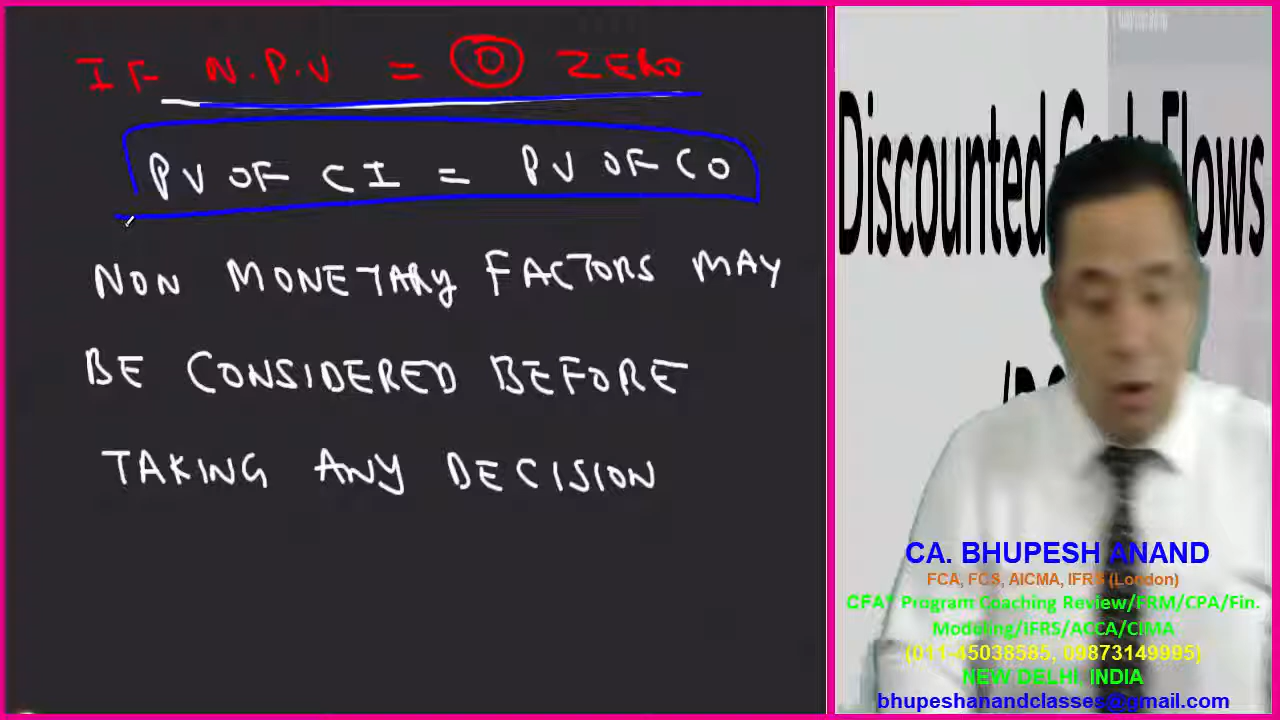 IF N.P.V = 0 ZERO
PV OF CI = PV OF CO
NON MONETARY FACTORS MAY
BE CONSIDERED BEFORE
TAKING ANY DECISION
Discounted Cash Flows
CA. BHUPESH ANAND
FCA, FCS, AICMA, IFRS (London)
CFA* Program Coaching Review/FRM/CPA/Fin.
Modeling/IFRS/ACCA/CIMA
(011-45038585, 09873149995)
NEW DELHI, INDIA
bhupeshanandclasses@gmail.com